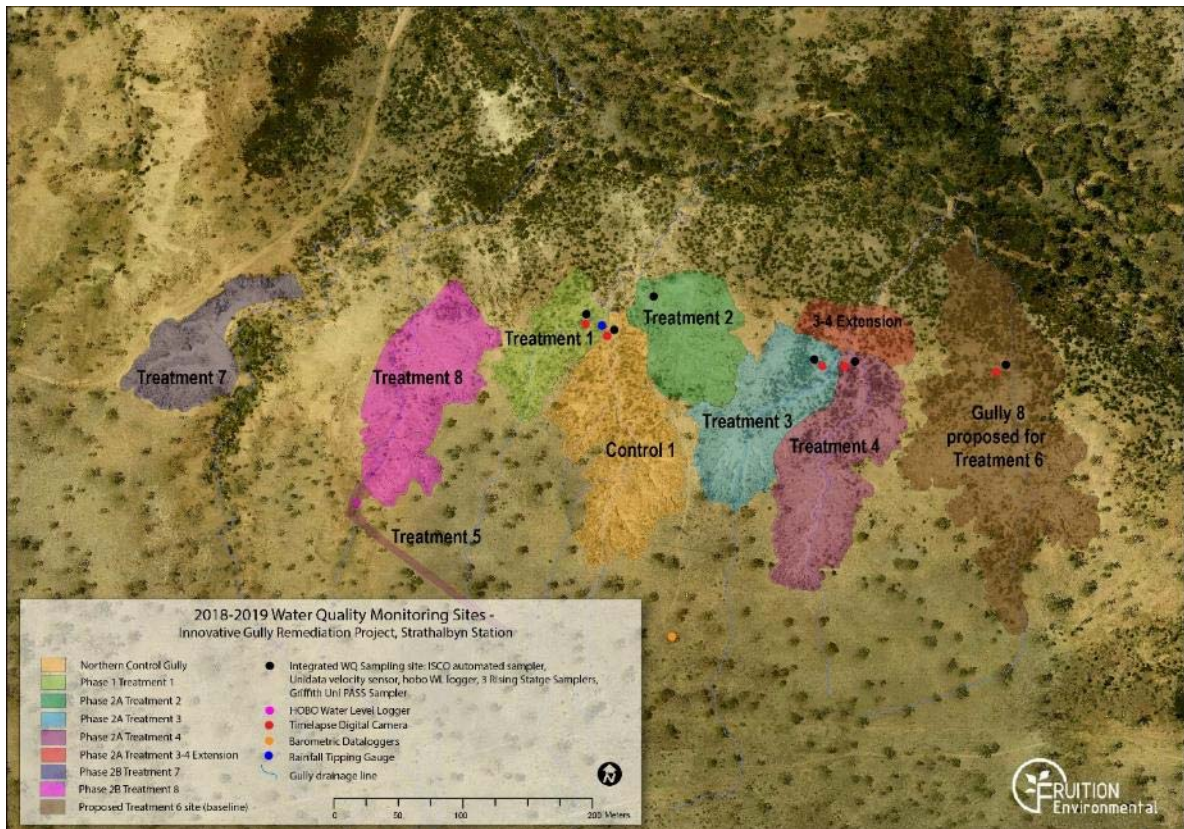 Treatment 7
Treatment 8
Treatment 1
Treatment 2
3-4 Extension
Treatment 3
Control 1
Treatment 4
Gully 8
proposed for
Treatment 6
Treatment 5
2018-2019 Water Quality Monitoring Sites -
Innovative Gully Remediation Project, Strathalbyn Station
Northern Control Gully
Phase 1 Treatment 1
Phase 2A Treatment 2
Phase 2A Treatment 3
Phase 2A Treatment 4
Phase 2A Treatment 3-4 Extension
Phase 2B Treatment 7
Phase 2B Treatment 8
Proposed Treatment 6 site (baseline)
Integrated WQ Sampling site: ISCO automated sampler,
Unidata velocity sensor, hobo WL logger, 3 Rising Statge Samplers,
Griffith Uni PASS Sampler
HOBO Water Level Logger
Timelapse Digital Camera
Barometric Dataloggers
Rainfall Tipping Gauge
Gully drainage line
N
0 50 100 200 Meters
FRUITION
Environmental